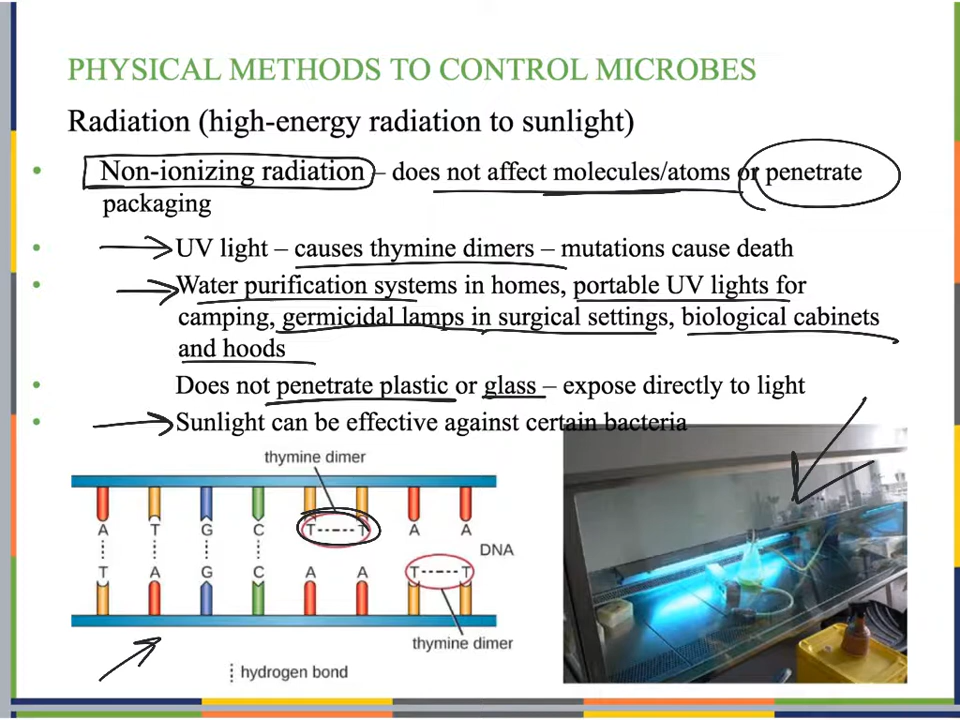 PHYSICAL METHODS TO CONTROL MICROBES
Radiation (high-energy radiation to sunlight)
• Non-ionizing radiation – does not affect molecules/atoms or penetrate
packaging
• UV light – causes thymine dimers – mutations cause death
• Water purification systems in homes, portable UV lights for
camping, germicidal lamps in surgical settings, biological cabinets
and hoods
• Does not penetrate plastic or glass – expose directly to light
• Sunlight can be effective against certain bacteria
thymine dimer
A T G C T T A A
DNA
T A G C A A T T
thymine dimer
hydrogen bond